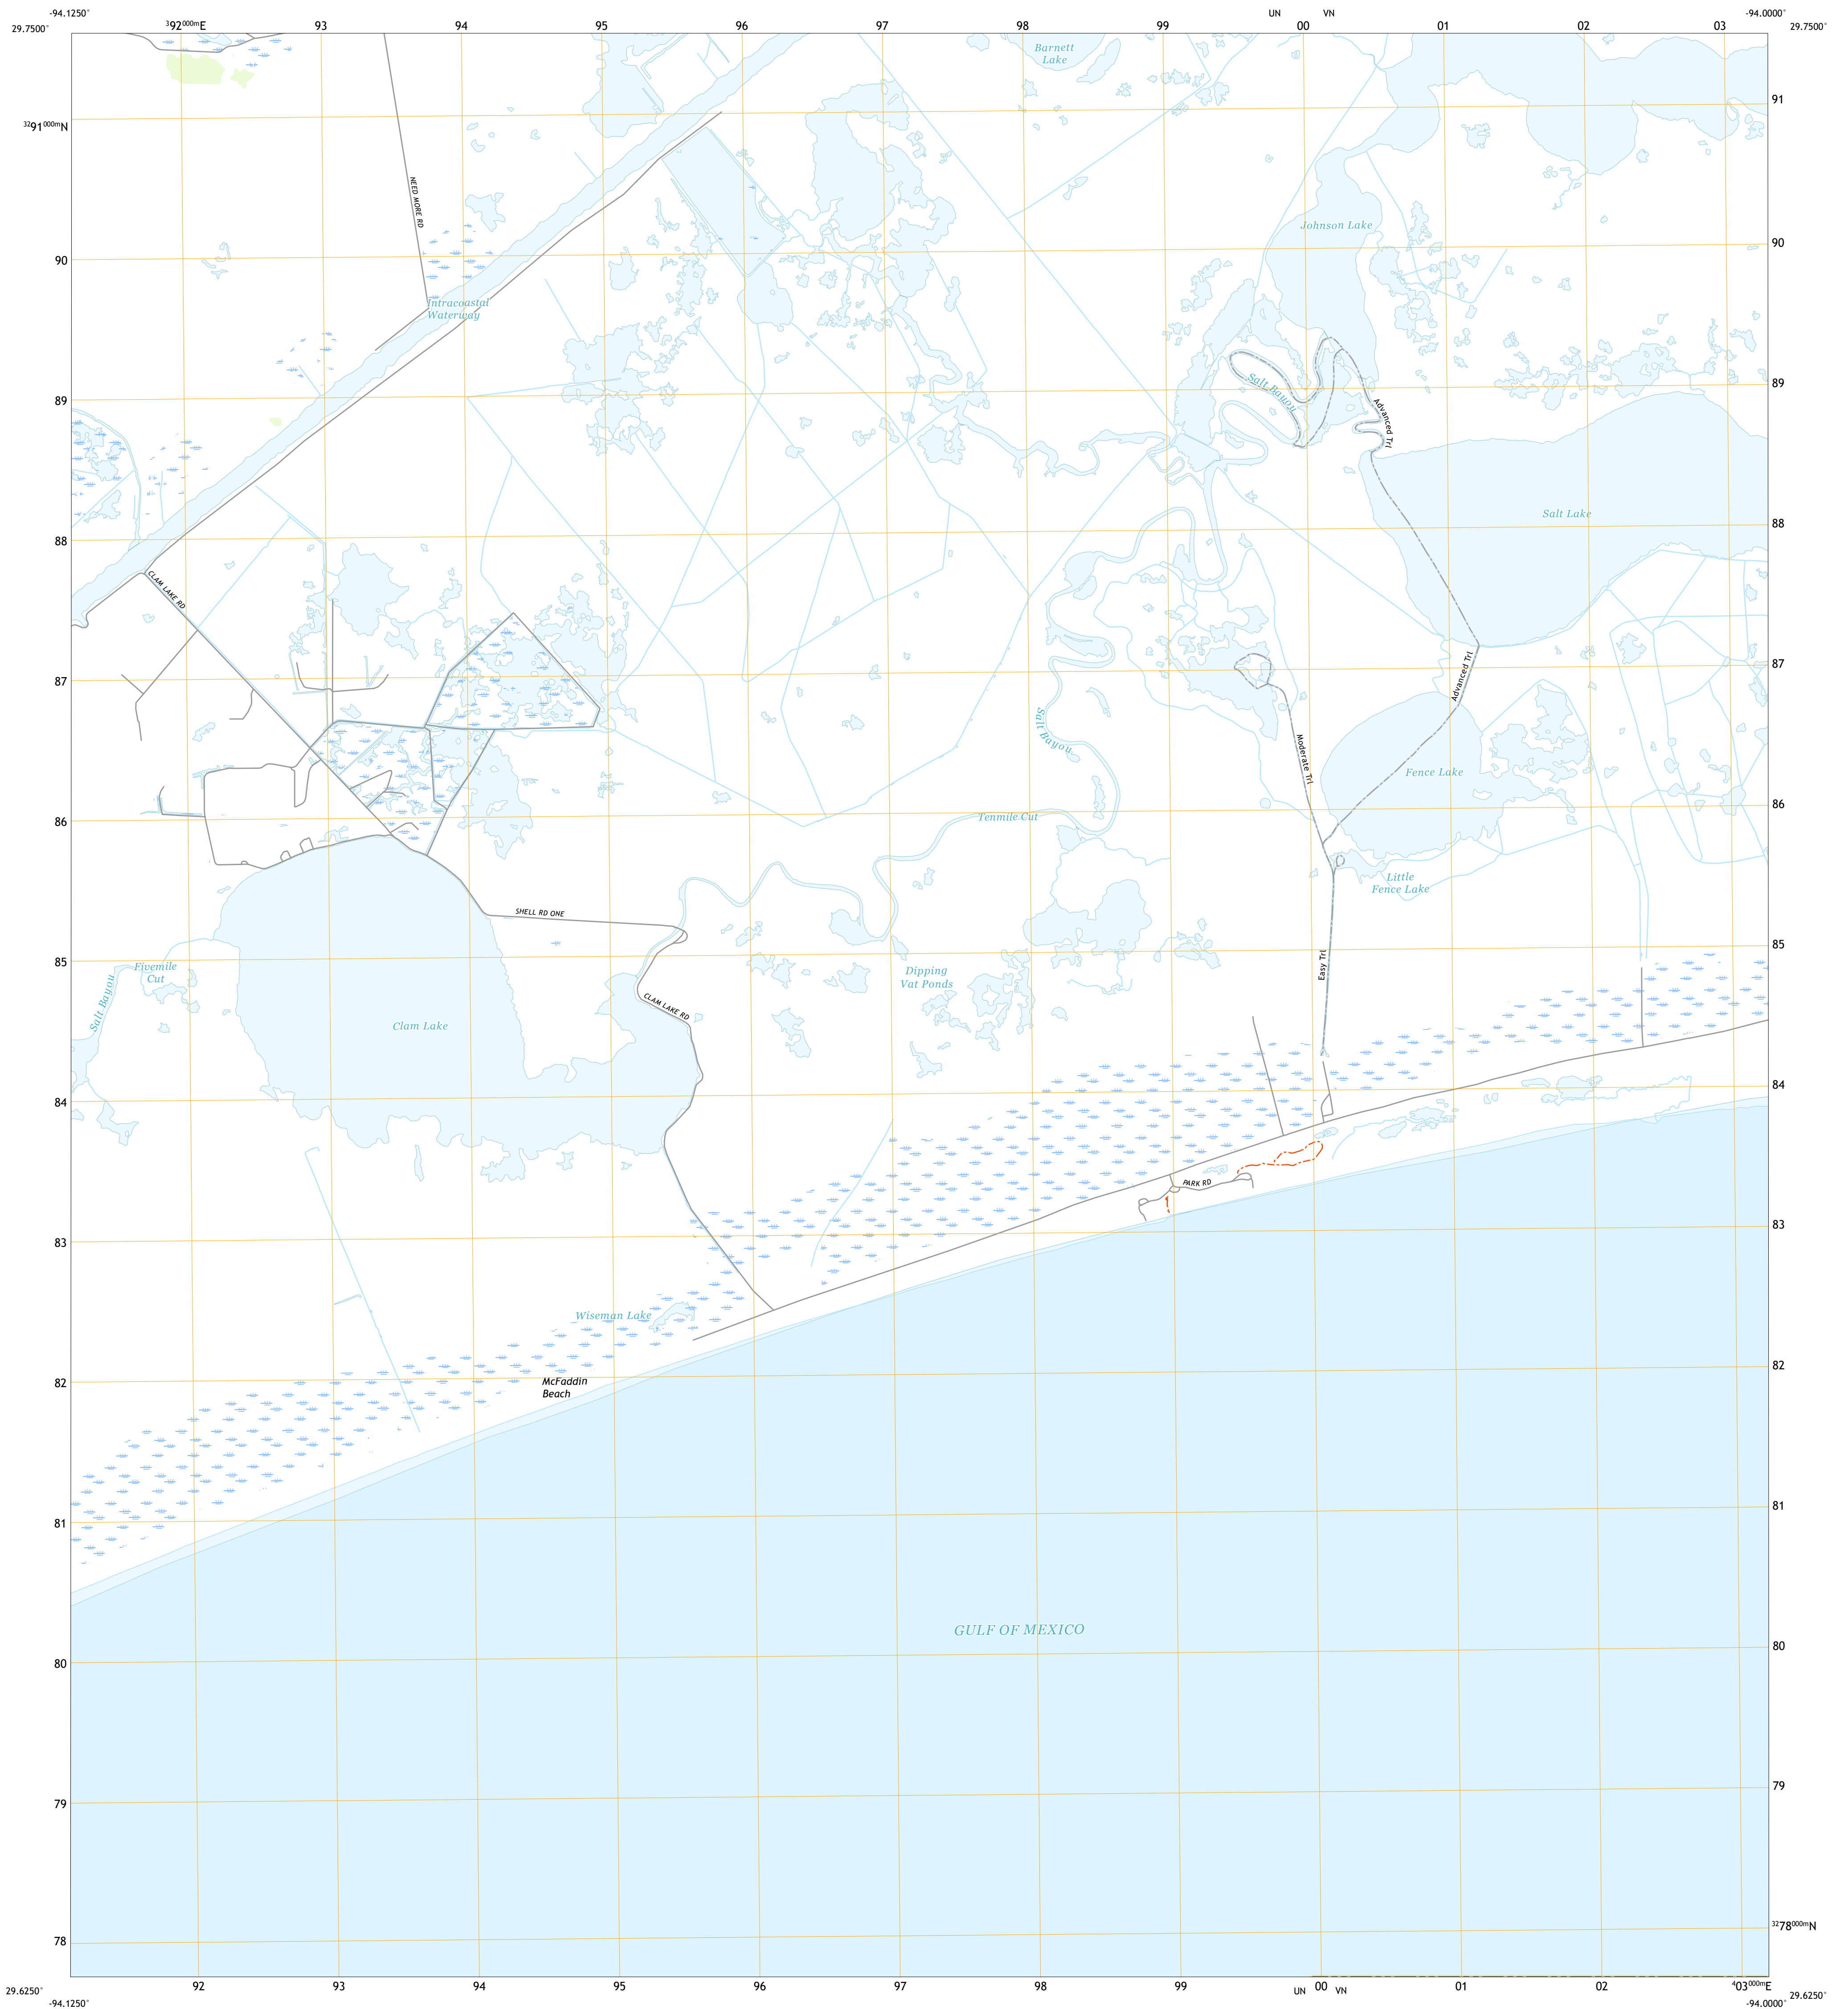 -94.1250°
UN VN
-94.0000°
29.7500°
³92⁰⁰⁰ᵐE 93 94 95 96 97 98 99 00 01 02 03
29.7500°
Barnett
Lake
91
³²91⁰⁰⁰ᵐN
NEED MORE RD
Johnson Lake
90
90
Intracoastal
Waterway
Salt Bayou
89
89
Advanced Trl
Salt Lake
88
88
CLAM LAKE RD
87
87
Advanced Trl
Salt Bayou
Moderate Trl
Fence Lake
86
86
Tenmile Cut
Little
Fence Lake
SHELL RD ONE
85
85
Fivemile
Cut
Salt Bayou
Dipping
Vat Ponds
Easy Trl
CLAM LAKE RD
Clam Lake
84
84
PARK RD
83
83
Wiseman Lake
McFaddin
Beach
82
82
81
81
GULF OF MEXICO
80
80
79
79
78
³²78⁰⁰⁰ᵐN
92 93 94 95 96 97 98 99 00 01 02 ⁴03⁰⁰⁰ᵐE
29.6250°
UN VN
29.6250°
-94.1250°
-94.0000°